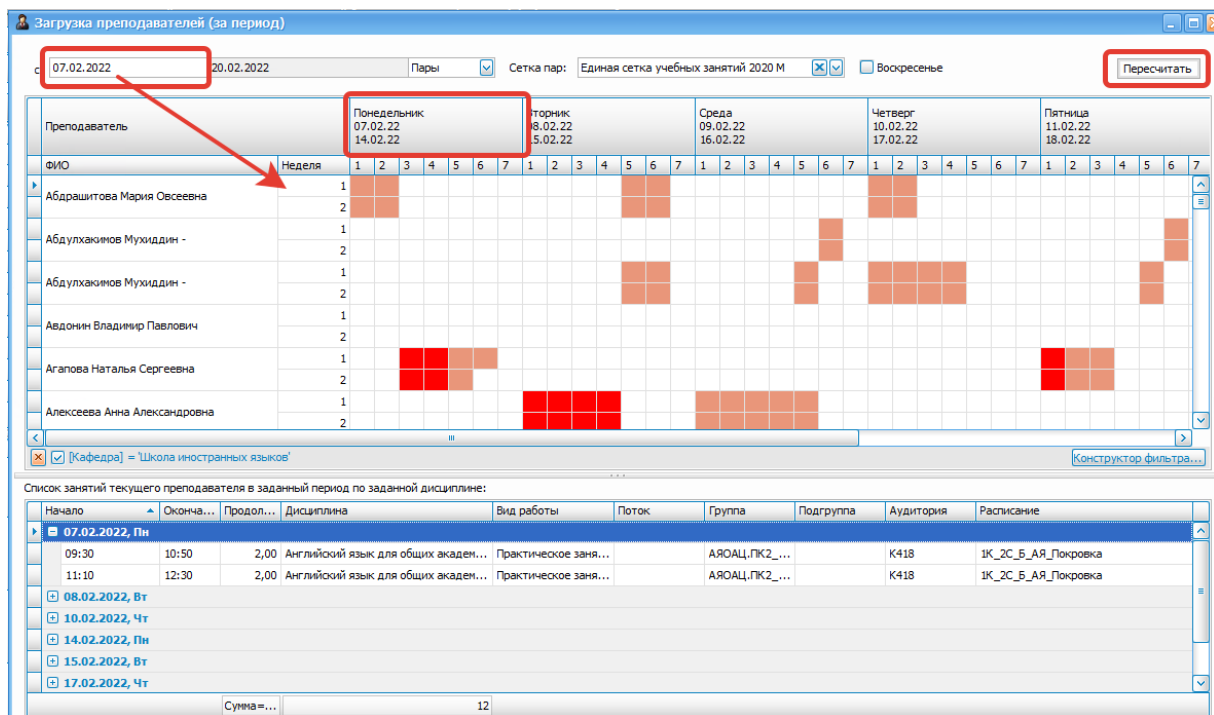 Загрузка преподавателей (за период)
с 07.02.2022 20.02.2022 Пары Сетка пар: Единая сетка учебных занятий 2020 М Воскресенье Пересчитать
Преподаватель Понедельник Вторник Среда Четверг Пятница
07.02.22 08.02.22 09.02.22 10.02.22 11.02.22
14.02.22 15.02.22 16.02.22 17.02.22 18.02.22
ФИО Неделя 1 2 3 4 5 6 7 1 2 3 4 5 6 7 1 2 3 4 5 6 7 1 2 3 4 5 6 7 1 2 3 4 5 6 7
Абдрашитова Мария Овсеевна 1
2
Абдулхакимов Мухиддин - 1
2
Абдулхакимов Мухиддин - 1
2
Авдонин Владимир Павлович 1
2
Агапова Наталья Сергеевна 1
2
Алексеева Анна Александровна 1
2
[Кафедра] = 'Школа иностранных языков' Конструктор фильтра...
Список занятий текущего преподавателя в заданный период по заданной дисциплине:
Начало Оконча... Продол... Дисциплина Вид работы Поток Группа Подгруппа Аудитория Расписание
07.02.2022, Пн
09:30 10:50 2,00 Английский язык для общих академ... Практическое заня... АЯОАЦ.ПК2_... К418 1К_2С_Б_АЯ_Покровка
11:10 12:30 2,00 Английский язык для общих академ... Практическое заня... АЯОАЦ.ПК2_... К418 1К_2С_Б_АЯ_Покровка
08.02.2022, Вт
10.02.2022, Чт
14.02.2022, Пн
15.02.2022, Вт
17.02.2022, Чт
Сумма=... 12